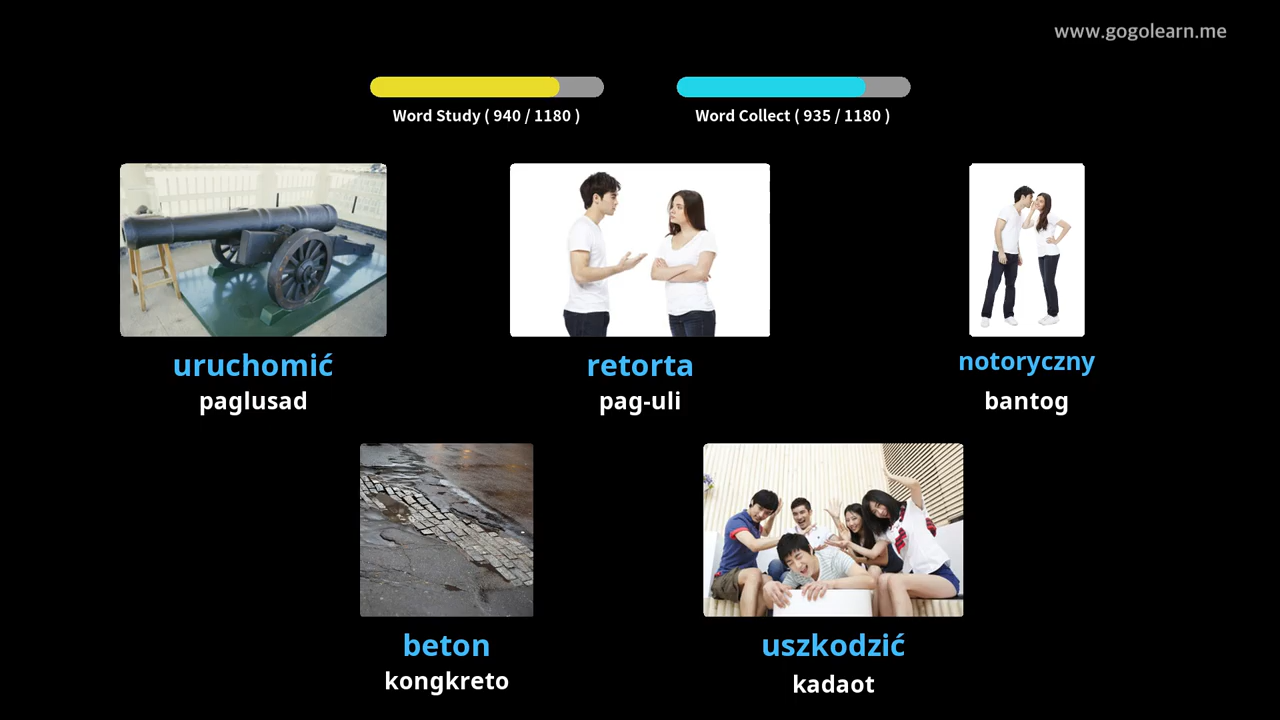 www.gogolearn.me
Word Study ( 940 / 1180 )
Word Collect ( 935 / 1180 )
uruchomić
paglusad
retorta
pag-uli
notoryczny
bantog
beton
kongkreto
uszkodzić
kadaot